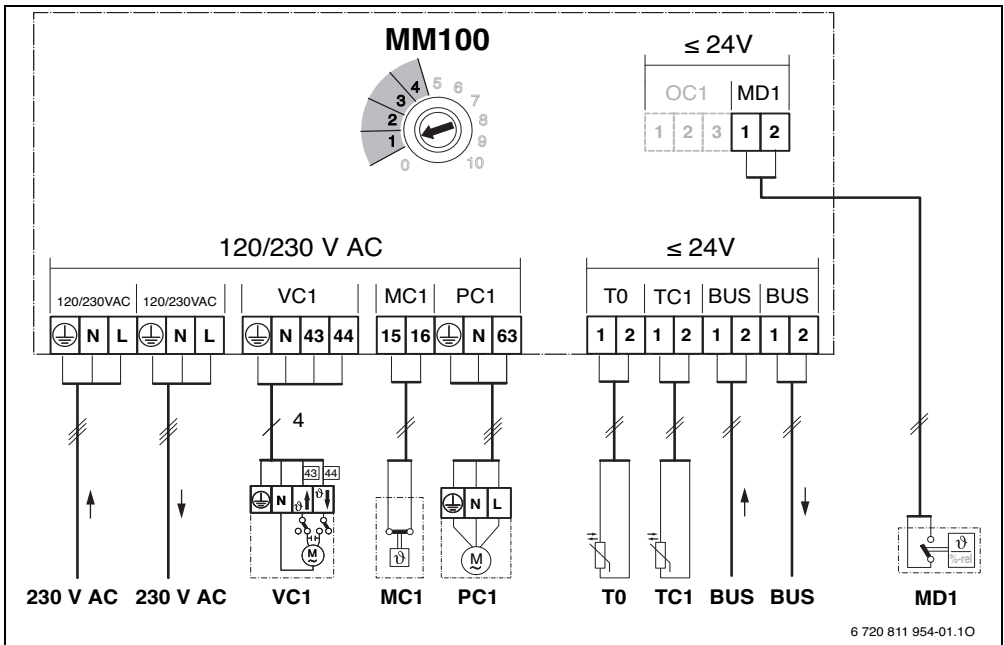 MM100
≤ 24V
OC1 MD1
1 2 3 1 2
0 1 2 3 4 5 6 7 8 9 10
120/230 V AC
≤ 24V
120/230VAC 120/230VAC VC1 MC1 PC1 T0 TC1 BUS BUS
N L N L N 43 44 15 16 N 63 1 2 1 2 1 2 1 2
4
43 44
N ϑ ϑ
N L
M
~
ϑ
M
~
ϑ
%-rel
230 V AC 230 V AC VC1 MC1 PC1 T0 TC1 BUS BUS MD1
6 720 811 954-01.1O